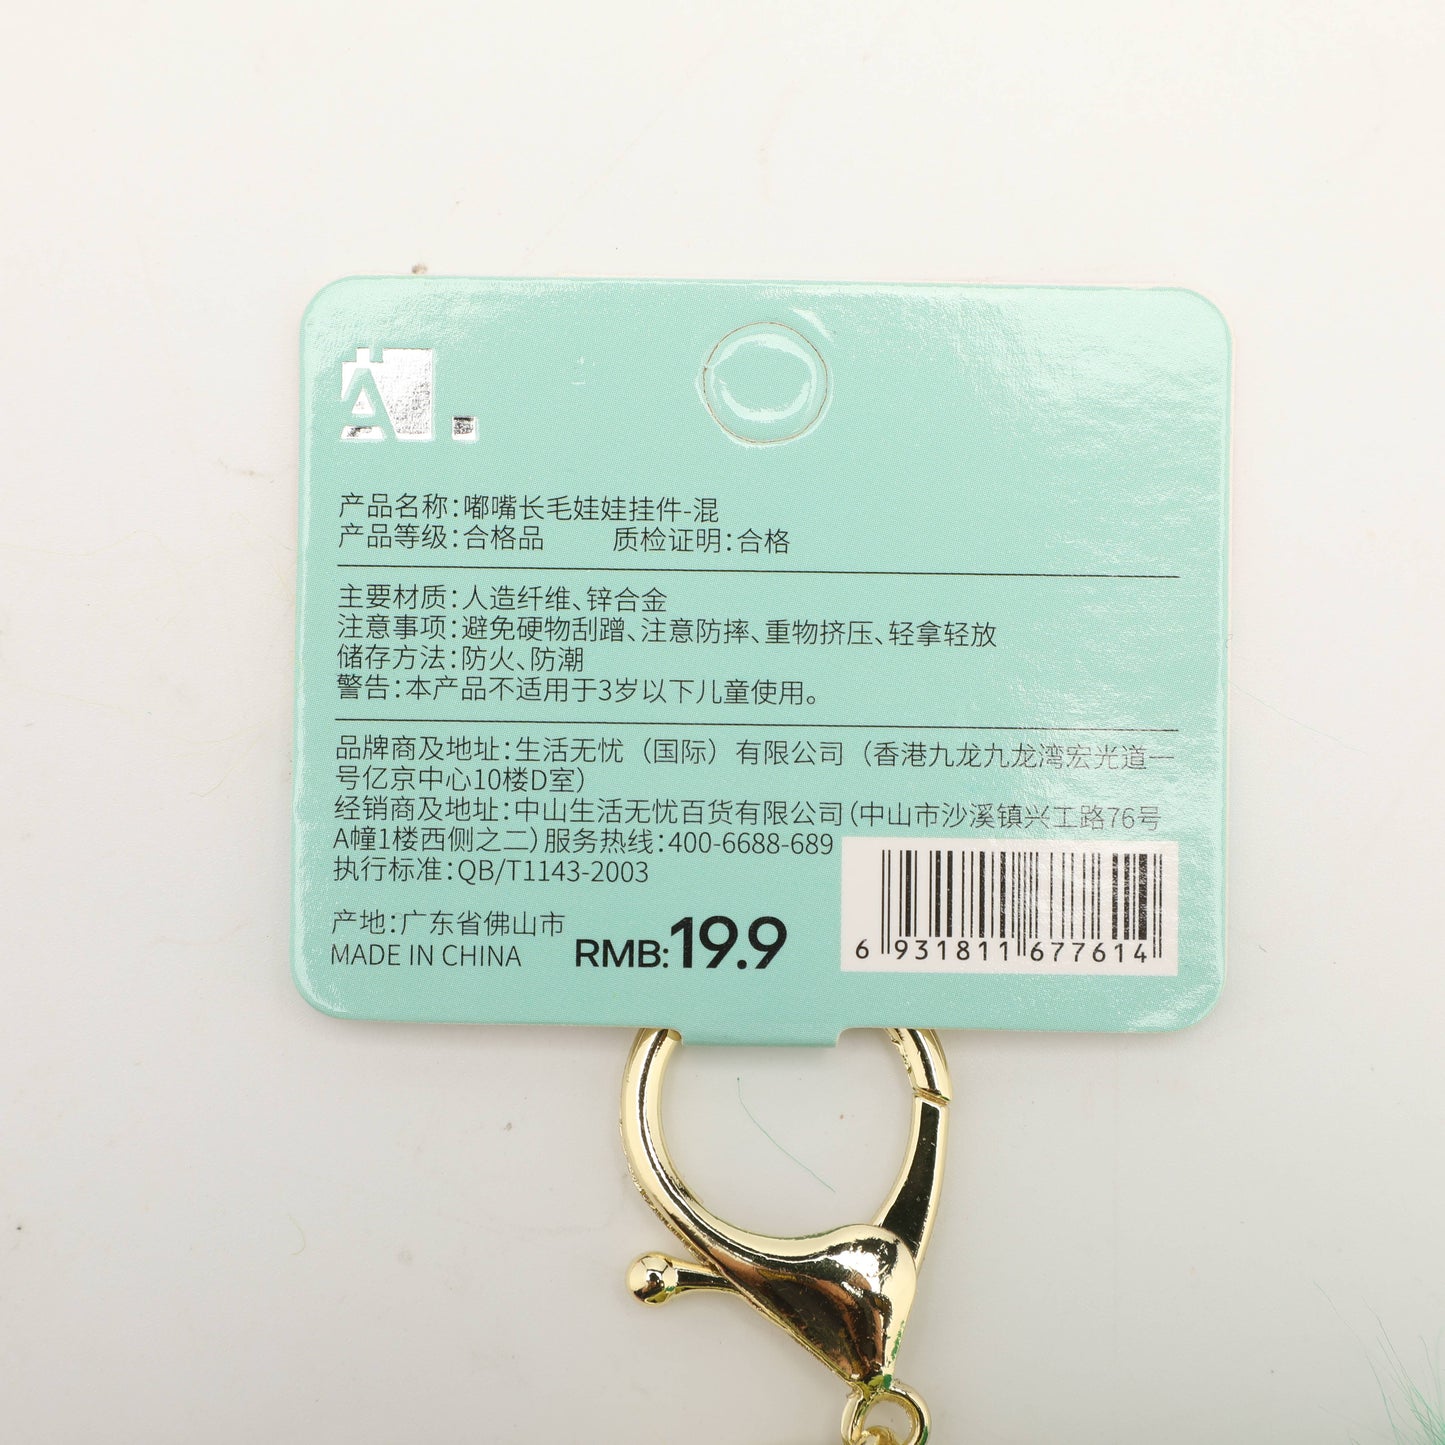 产品名称：嘟嘴长毛娃娃挂件-混
产品等级：合格品 质检证明：合格
主要材质：人造纤维、锌合金
注意事项：避免硬物刮蹭、注意防摔、重物挤压、轻拿轻放
储存方法：防火、防潮
警告：本产品不适用于3岁以下儿童使用。
品牌商及地址：生活无忧（国际）有限公司（香港九龙九龙湾宏光道一
号亿京中心10楼D室）
经销商及地址：中山生活无忧百货有限公司（中山市沙溪镇兴工路76号
A幢1楼西侧之二）服务热线：400-6688-689
执行标准：QB/T1143-2003
产地：广东省佛山市
MADE IN CHINA
RMB:19.9
6 931811 677614